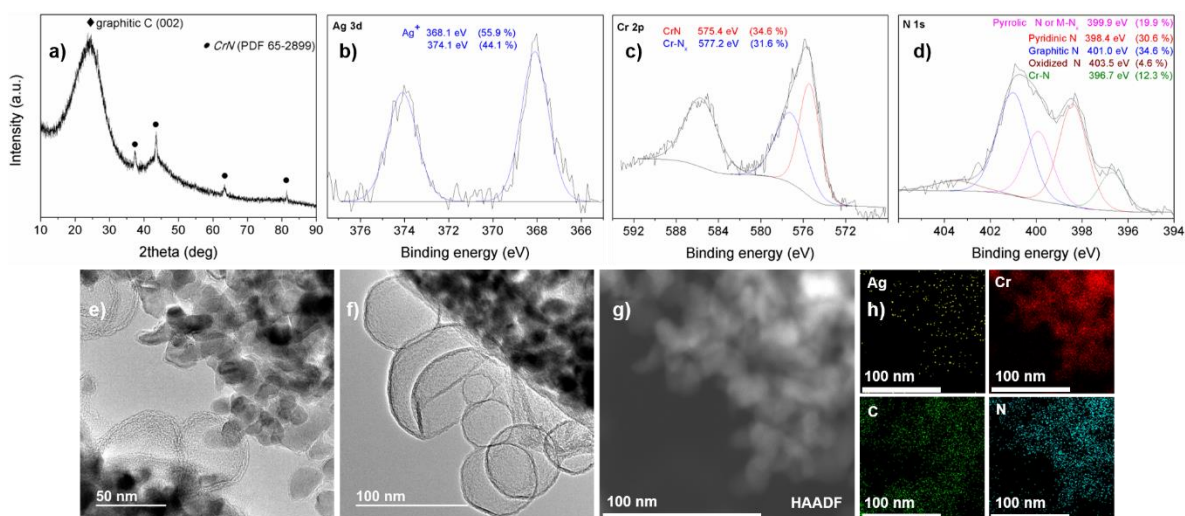 a)
◆ graphitic C (002)
● CrN (PDF 65-2899)
Intensity (a.u.)
10 20 30 40 50 60 70 80 90
2theta (deg)
Ag 3d
b)
Ag+ 368.1 eV (55.9 %)
374.1 eV (44.1 %)
376 374 372 370 368 366
Binding energy (eV)
Cr 2p
c)
CrN 575.4 eV (34.6 %)
Cr-Nx 577.2 eV (31.6 %)
592 588 584 580 576 572
Binding energy (eV)
N 1s
d)
Pyrrolic N or M-Nx 399.9 eV (19.9 %)
Pyridinic N 398.4 eV (30.6 %)
Graphitic N 401.0 eV (34.6 %)
Oxidized N 403.5 eV (4.6 %)
Cr-N 396.7 eV (12.3 %)
404 402 400 398 396 394
Binding energy (eV)
e)
50 nm
f)
100 nm
g)
HAADF
100 nm
h)
Ag
100 nm
Cr
100 nm
C
100 nm
N
100 nm